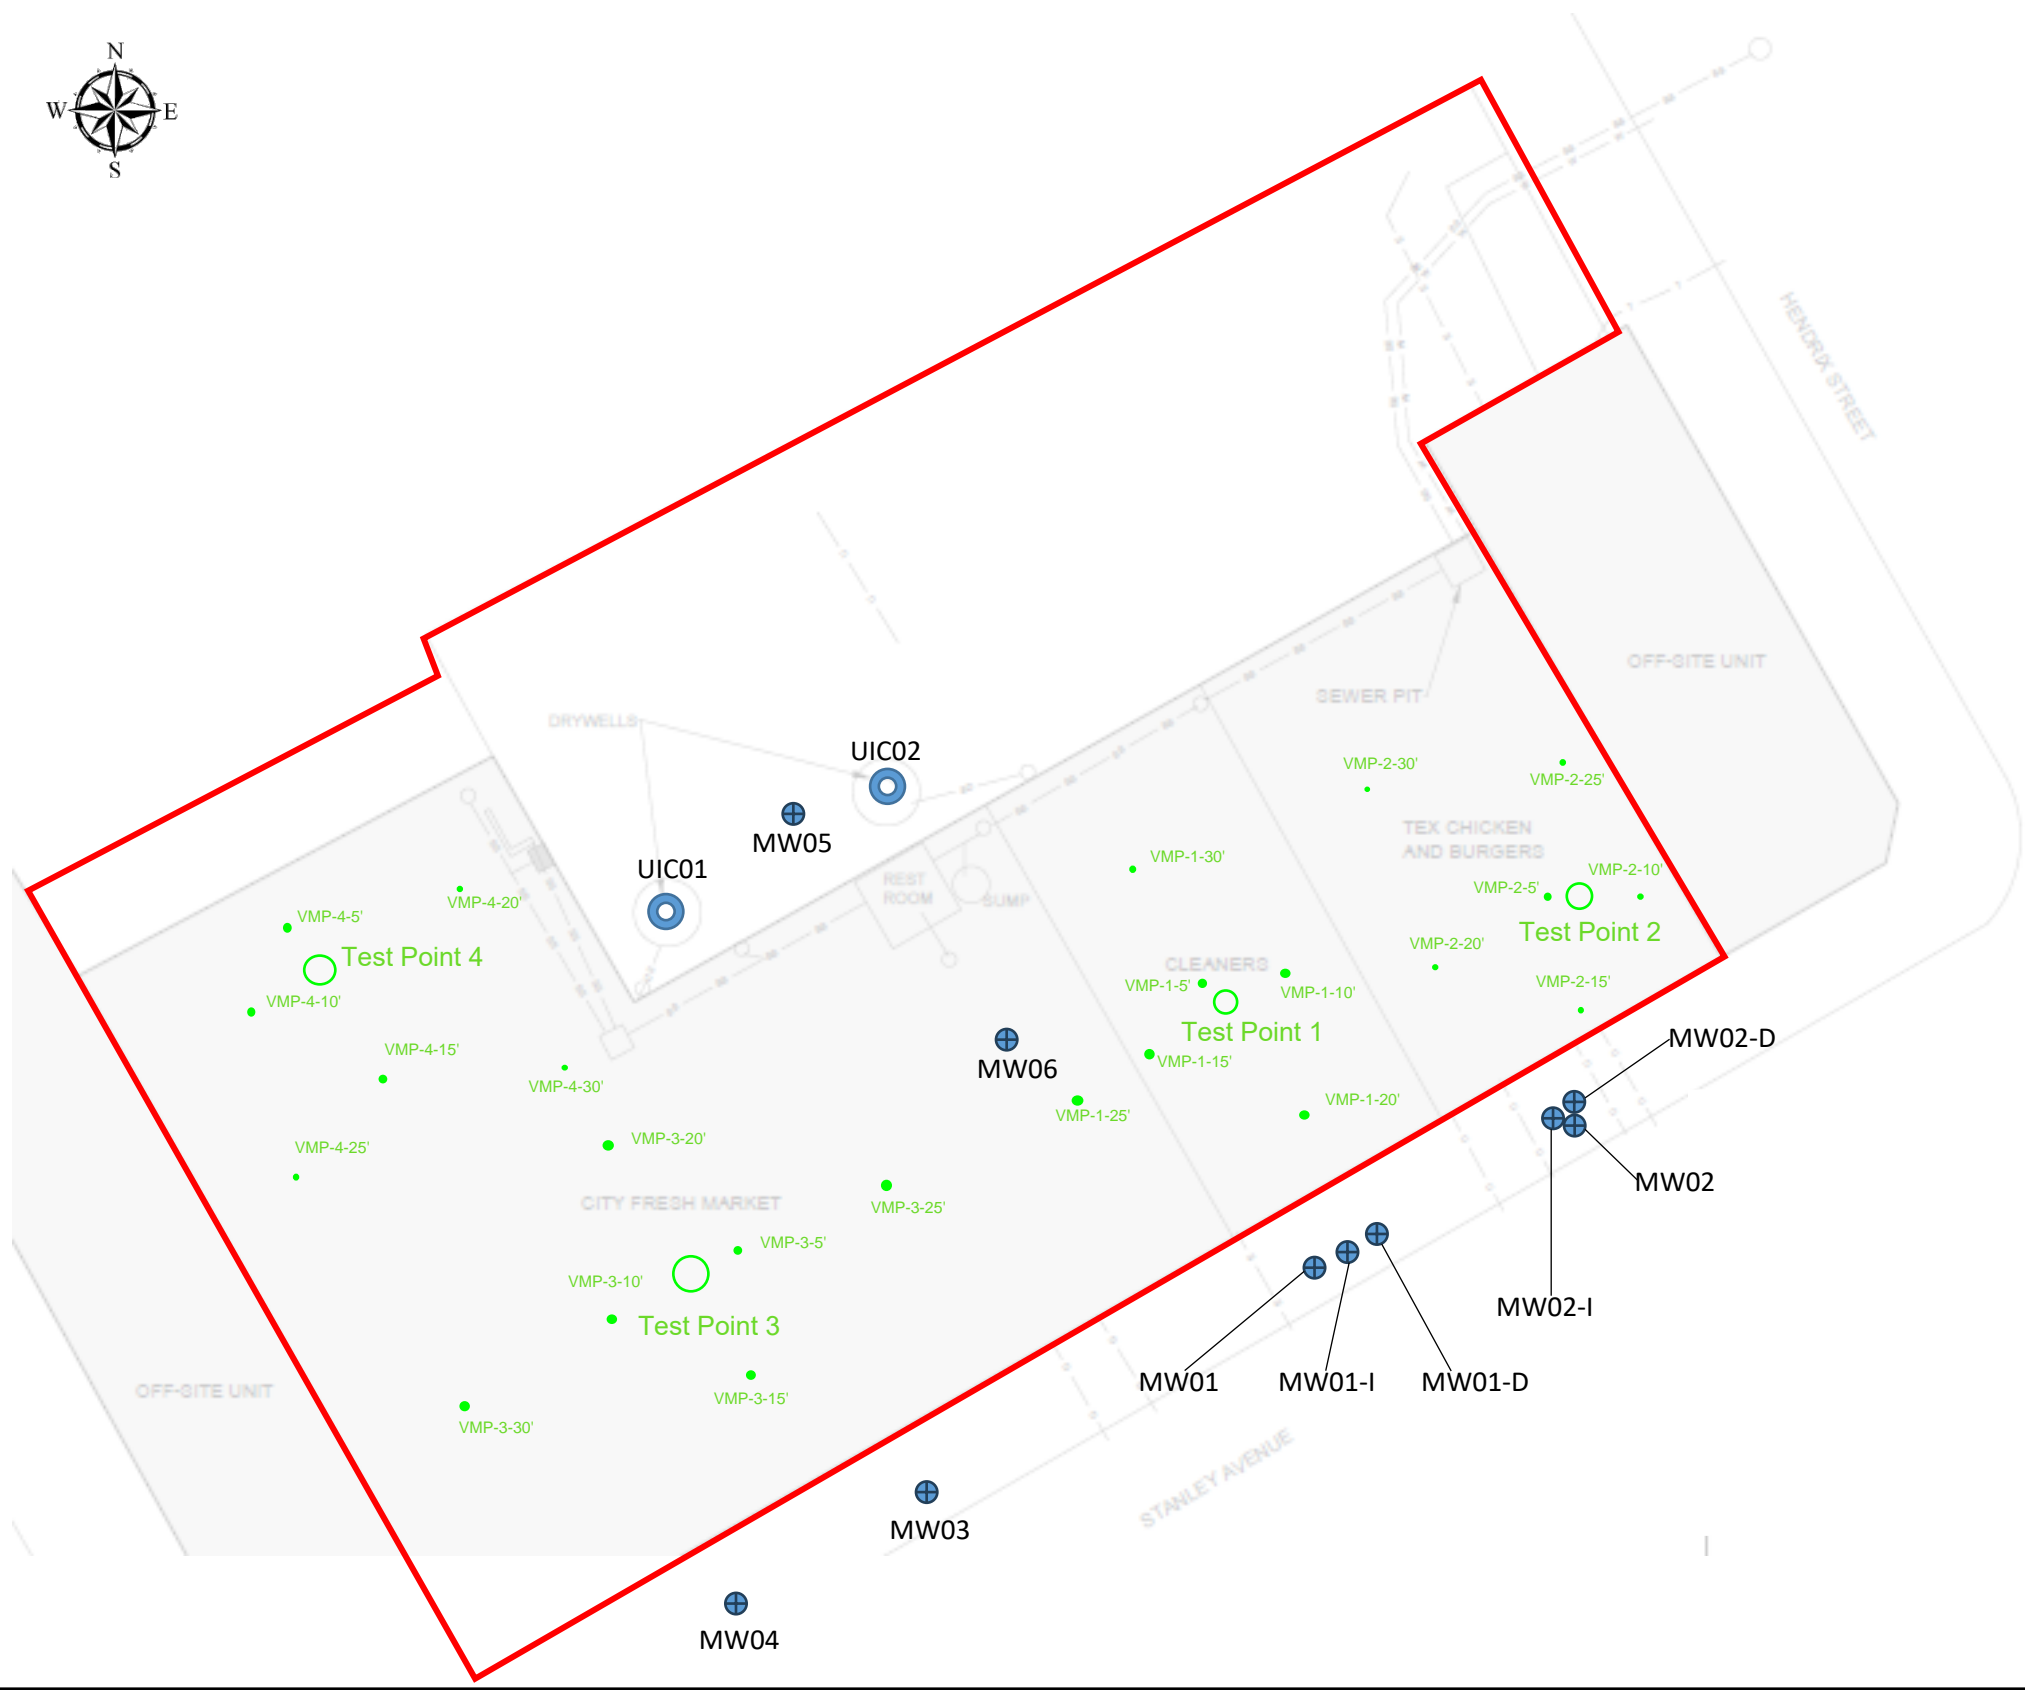 N
W E
S
HENDRIX STREET
OFF-SITE UNIT
SEWER PIT
DRYWELLS
UIC02
MW05
UIC01
VMP-2-30'
VMP-2-25'
TEX CHICKEN
AND BURGERS
VMP-1-30'
VMP-2-10'
VMP-2-5'
Test Point 2
REST
ROOM
SUMP
VMP-4-20'
VMP-4-5'
Test Point 4
VMP-2-20'
CLEANERS
VMP-1-5'
VMP-1-10'
VMP-2-15'
VMP-4-10'
Test Point 1
MW02-D
VMP-4-15'
MW06
VMP-1-15'
VMP-4-30'
VMP-1-25'
VMP-1-20'
VMP-3-20'
VMP-4-25'
MW02
CITY FRESH MARKET
VMP-3-25'
VMP-3-5'
VMP-3-10'
MW02-I
Test Point 3
OFF-SITE UNIT
VMP-3-15'
MW01
MW01-I
MW01-D
VMP-3-30'
STANLEY AVENUE
MW03
MW04